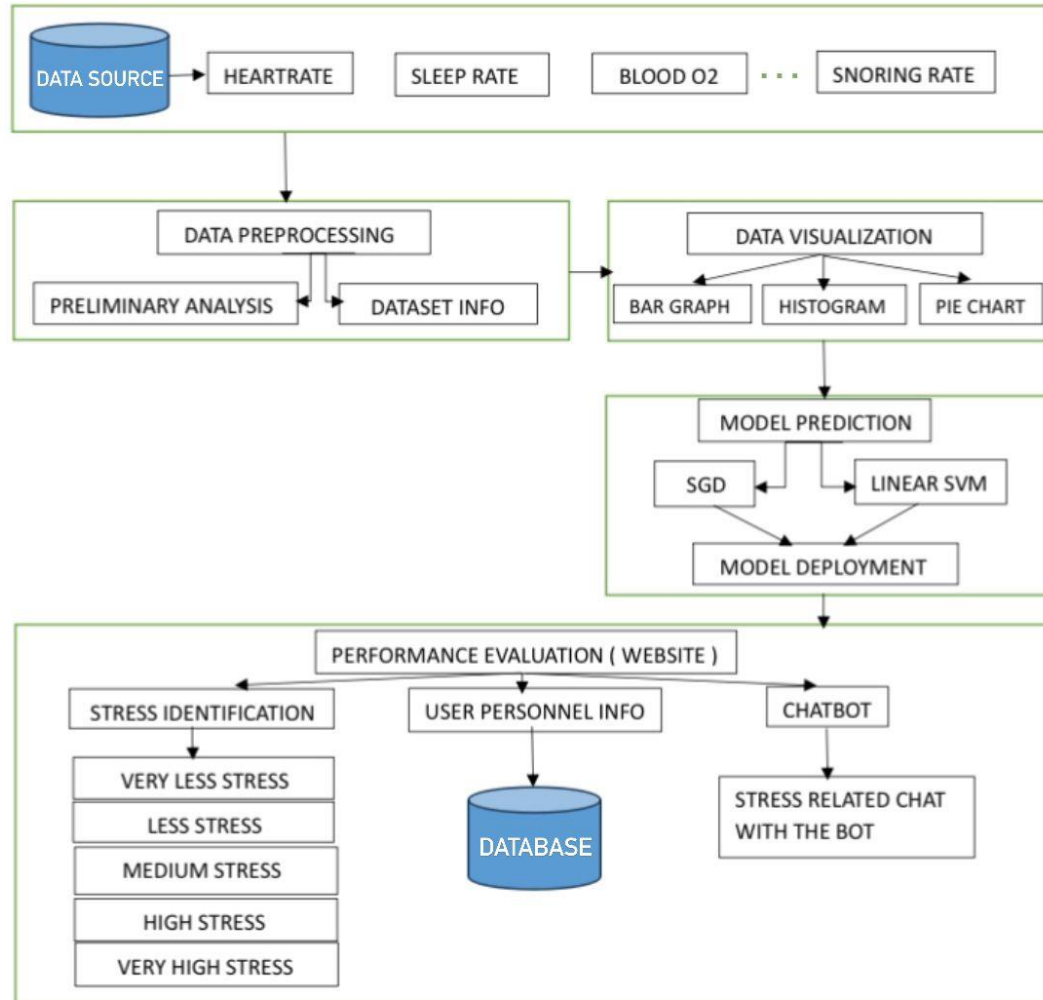 DATA SOURCE
HEARTRATE
SLEEP RATE
BLOOD O2
SNORING RATE
DATA PREPROCESSING
PRELIMINARY ANALYSIS
DATASET INFO
DATA VISUALIZATION
BAR GRAPH
HISTOGRAM
PIE CHART
MODEL PREDICTION
SGD
LINEAR SVM
MODEL DEPLOYMENT
PERFORMANCE EVALUATION ( WEBSITE )
STRESS IDENTIFICATION
VERY LESS STRESS
LESS STRESS
MEDIUM STRESS
HIGH STRESS
VERY HIGH STRESS
USER PERSONNEL INFO
DATABASE
CHATBOT
STRESS RELATED CHAT
WITH THE BOT